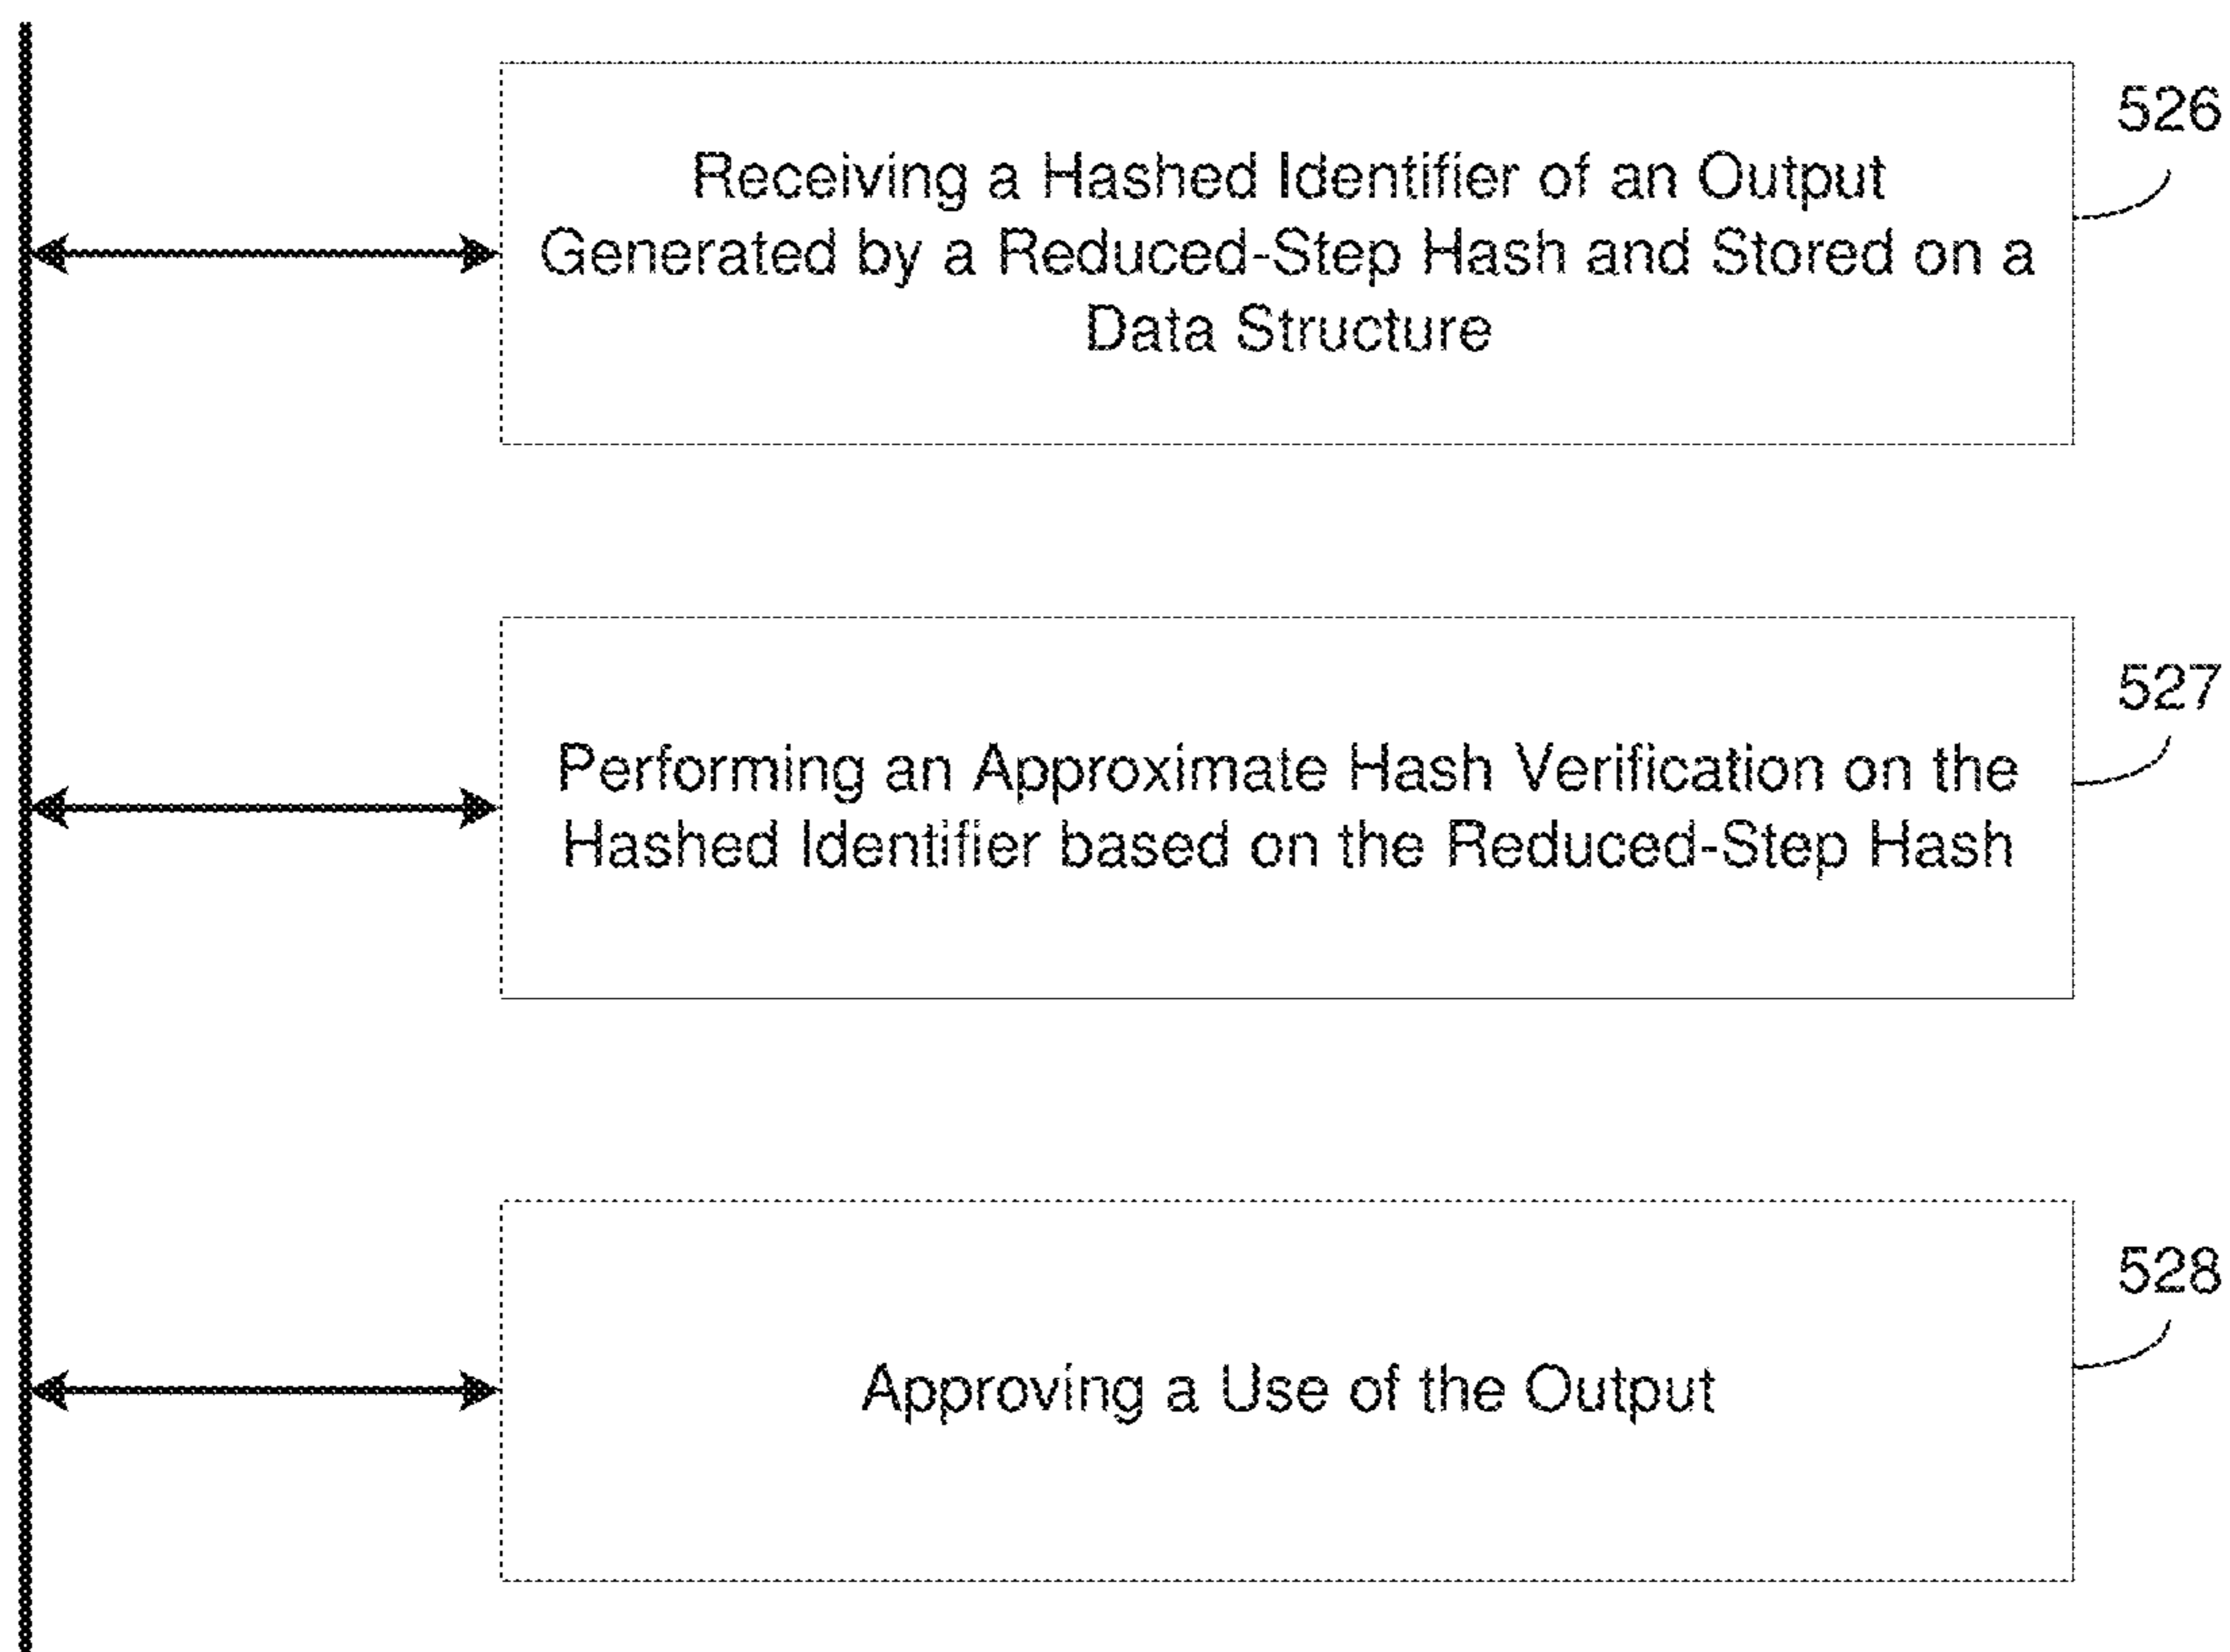 526
Receiving a Hashed Identifier of an Output
Generated by a Reduced-Step Hash and Stored on a
Data Structure
527
Performing an Approximate Hash Verification on the
Hashed Identifier based on the Reduced-Step Hash
528
Approving a Use of the Output